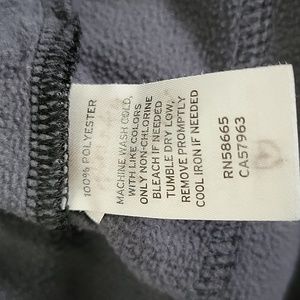 100% POLYESTER
MACHINE WASH COLD,
WITH LIKE COLORS
ONLY NON-CHLORINE
BLEACH IF NEEDED
TUMBLE DRY LOW,
REMOVE PROMPTLY
COOL IRON IF NEEDED
RN58665
CA57963